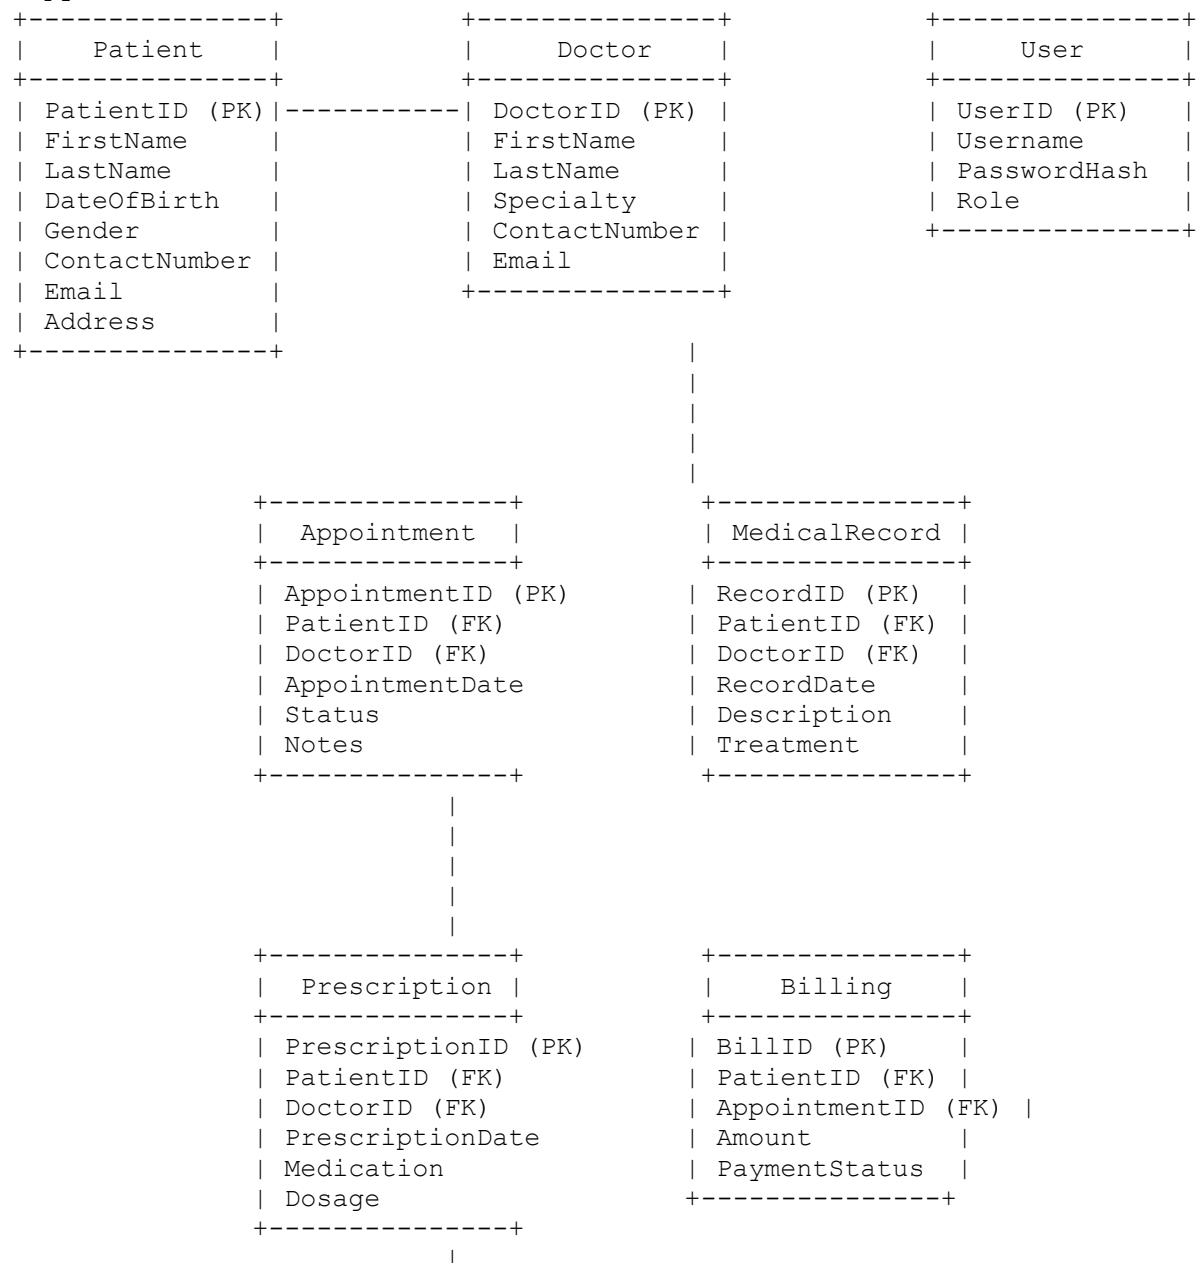 +---------------+ +---------------+ +---------------+
| Patient | | Doctor | | User |
+---------------+ +---------------+ +---------------+
| PatientID (PK)|-----------| DoctorID (PK) | | UserID (PK) |
| FirstName | | FirstName | | Username |
| LastName | | LastName | | PasswordHash |
| DateOfBirth | | Specialty | | Role |
| Gender | | ContactNumber | +---------------+
| ContactNumber | | Email |
| Email | +---------------+
| Address |
+---------------+ |
|
|
|
|
+---------------+ +---------------+
| Appointment | | MedicalRecord |
+---------------+ +---------------+
| AppointmentID (PK) | RecordID (PK) |
| PatientID (FK) | PatientID (FK) |
| DoctorID (FK) | DoctorID (FK) |
| AppointmentDate | RecordDate |
| Status | Description |
| Notes | Treatment |
+---------------+ +---------------+
|
|
|
|
|
+---------------+ +---------------+
| Prescription | | Billing |
+---------------+ +---------------+
| PrescriptionID (PK) | BillID (PK) |
| PatientID (FK) | PatientID (FK) |
| DoctorID (FK) | AppointmentID (FK) |
| PrescriptionDate | Amount |
| Medication | PaymentStatus |
| Dosage +---------------+
+---------------+
|